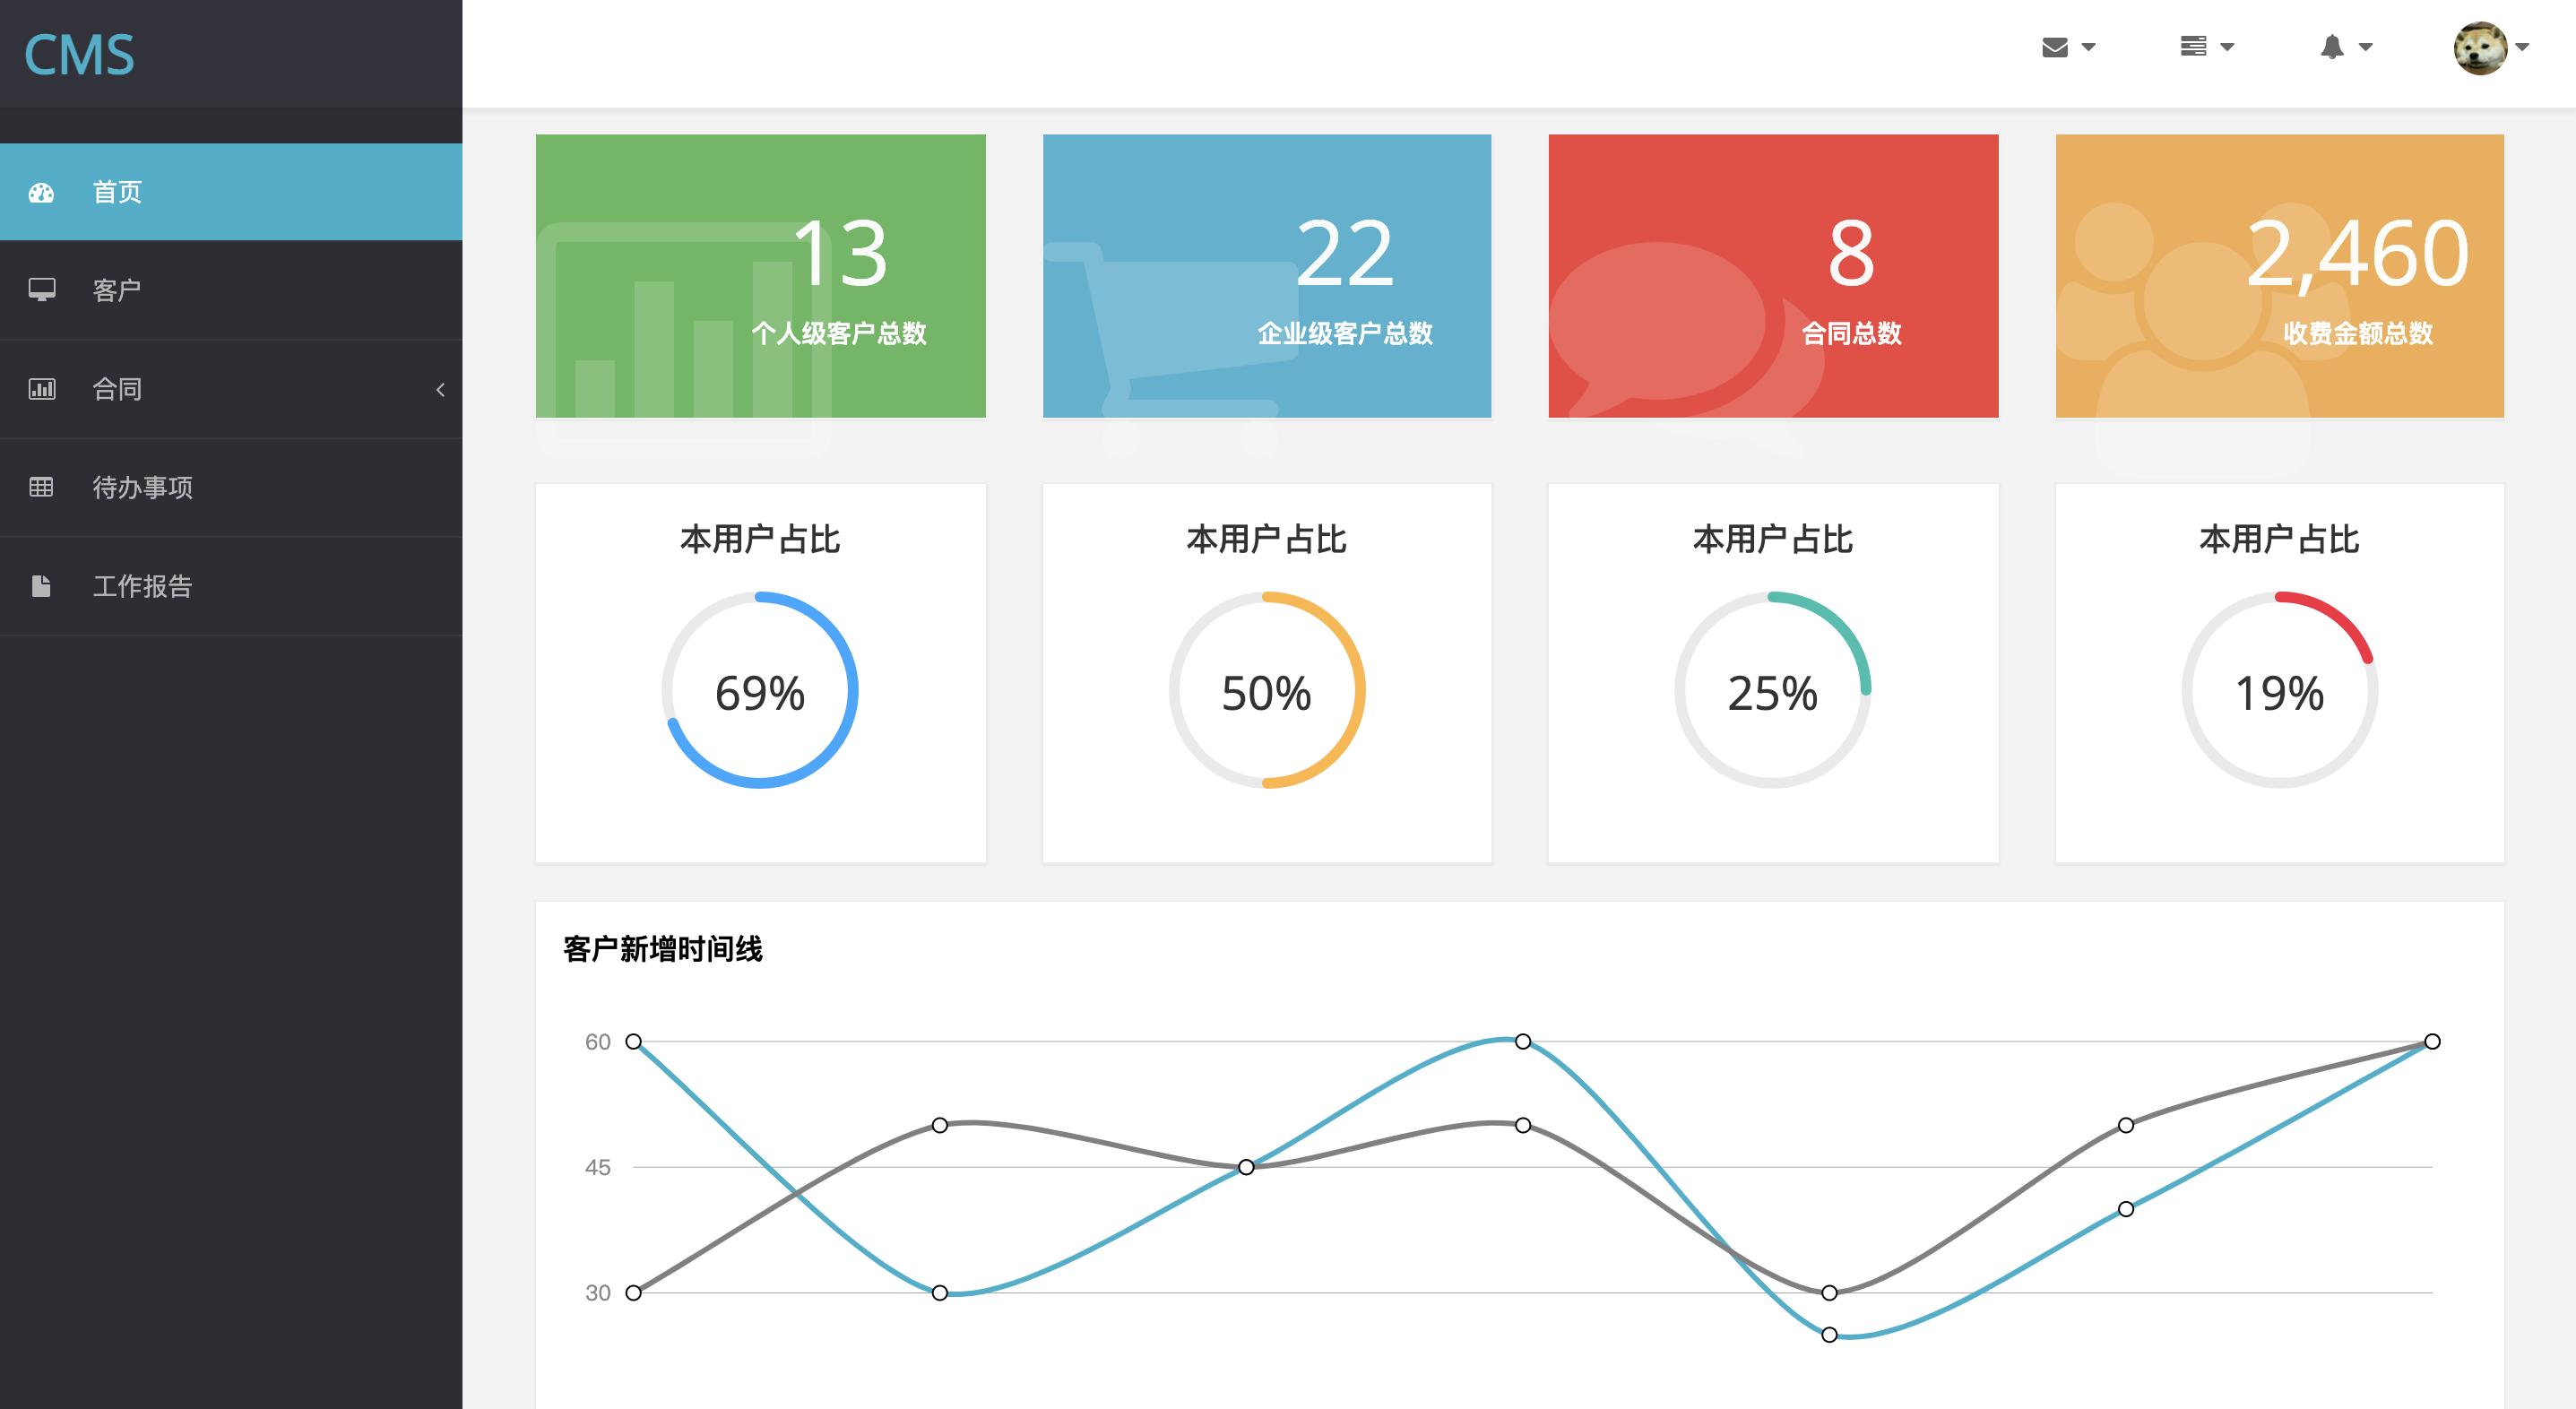 CMS
首页
客户
合同
待办事项
工作报告
13
个人级客户总数
22
企业级客户总数
8
合同总数
2,460
收费金额总数
本用户占比
69%
本用户占比
50%
本用户占比
25%
本用户占比
19%
客户新增时间线
60
45
30